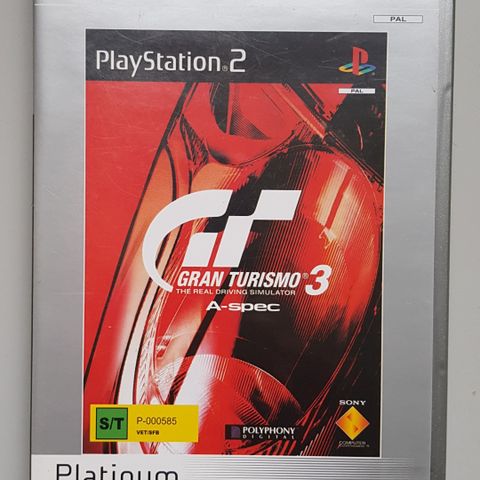 PAL
PlayStation®2
PAL
GT
GRAN TURISMO® 3
THE REAL DRIVING SIMULATOR
A-spec
S/T
P-000585
VET/SFB
POLYPHONY
DIGITAL
SONY
COMPUTER
Platinum